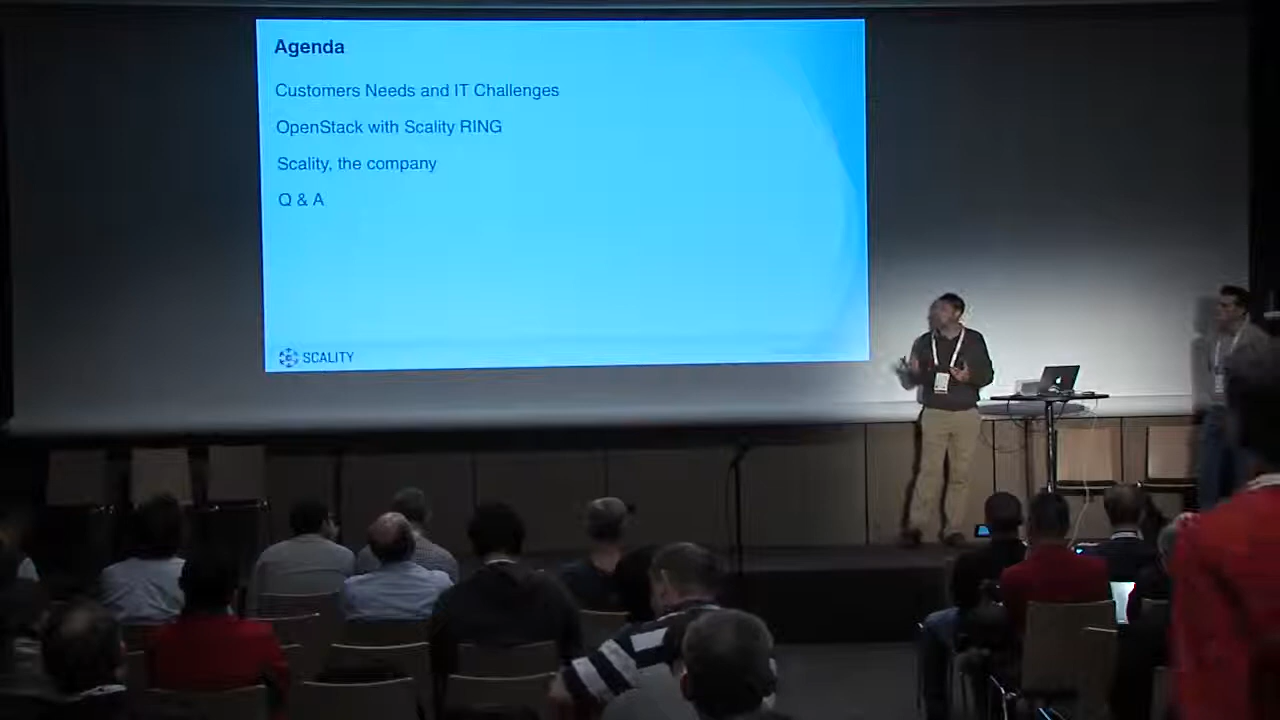 Agenda
Customers Needs and IT Challenges
OpenStack with Scality RING
Scality, the company
Q & A
SCALITY